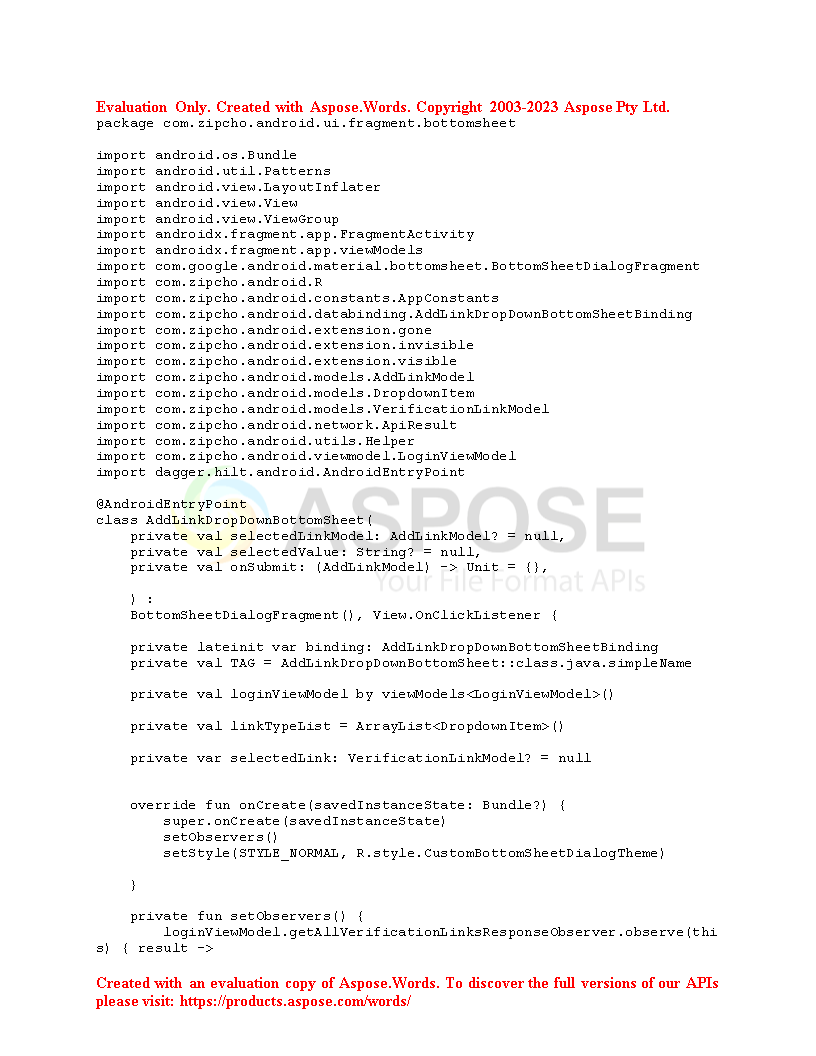 Evaluation Only. Created with Aspose.Words. Copyright 2003-2023 Aspose Pty Ltd.
package com.zipcho.android.ui.fragment.bottomsheet

import android.os.Bundle
import android.util.Patterns
import android.view.LayoutInflater
import android.view.View
import android.view.ViewGroup
import androidx.fragment.app.FragmentActivity
import androidx.fragment.app.viewModels
import com.google.android.material.bottomsheet.BottomSheetDialogFragment
import com.zipcho.android.R
import com.zipcho.android.constants.AppConstants
import com.zipcho.android.databinding.AddLinkDropDownBottomSheetBinding
import com.zipcho.android.extension.gone
import com.zipcho.android.extension.invisible
import com.zipcho.android.extension.visible
import com.zipcho.android.models.AddLinkModel
import com.zipcho.android.models.DropdownItem
import com.zipcho.android.models.VerificationLinkModel
import com.zipcho.android.network.ApiResult
import com.zipcho.android.utils.Helper
import com.zipcho.android.viewmodel.LoginViewModel
import dagger.hilt.android.AndroidEntryPoint

@AndroidEntryPoint
class AddLinkDropDownBottomSheet(
    private val selectedLinkModel: AddLinkModel? = null,
    private val selectedValue: String? = null,
    private val onSubmit: (AddLinkModel) -> Unit = {},

    ) :
    BottomSheetDialogFragment(), View.OnClickListener {

    private lateinit var binding: AddLinkDropDownBottomSheetBinding
    private val TAG = AddLinkDropDownBottomSheet::class.java.simpleName

    private val loginViewModel by viewModels<LoginViewModel>()

    private val linkTypeList = ArrayList<DropdownItem>()

    private var selectedLink: VerificationLinkModel? = null


    override fun onCreate(savedInstanceState: Bundle?) {
        super.onCreate(savedInstanceState)
        setObservers()
        setStyle(STYLE_NORMAL, R.style.CustomBottomSheetDialogTheme)

    }

    private fun setObservers() {
        loginViewModel.getAllVerificationLinksResponseObserver.observe(thi
s) { result ->

ASPOSE
Your File Format APIs

Created with an evaluation copy of Aspose.Words. To discover the full versions of our APIs
please visit: https://products.aspose.com/words/